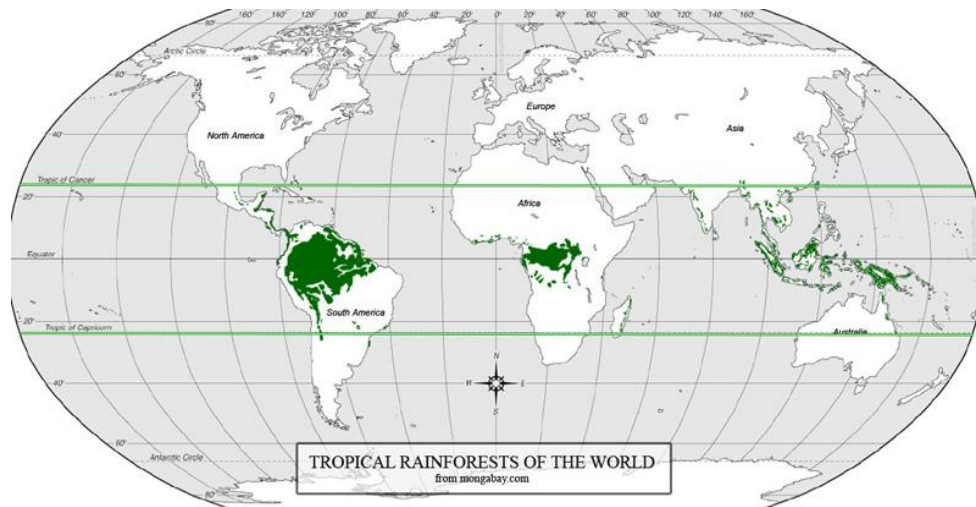 160° 140° 120° 100° 80° 60° 40° 20° 0° 20° 40° 60° 80° 100° 120° 140° 160°
80°
Arctic Circle
60°
Europe
Asia
North America
40°
Tropic of Cancer
20°
Africa
Equator
South America
20°
Tropic of Capricorn
Australia
N
W E
S
40°
60°
TROPICAL RAINFORESTS OF THE WORLD
from mongabay.com
Antarctic Circle
80°